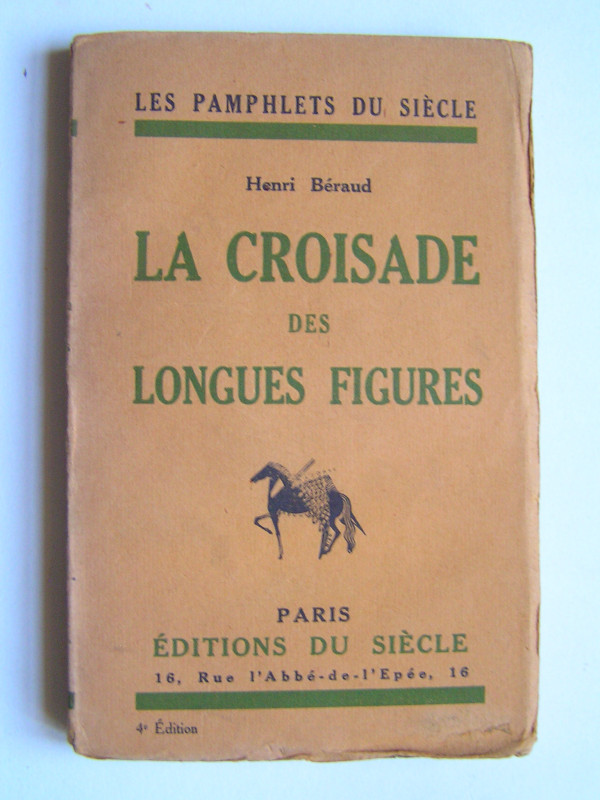 LES PAMPHLETS DU SIÈCLE
Henri Béraud
LA CROISADE
DES
LONGUES FIGURES
PARIS
ÉDITIONS DU SIÈCLE
16, Rue l'Abbé-de-l'Epée, 16
4e Édition